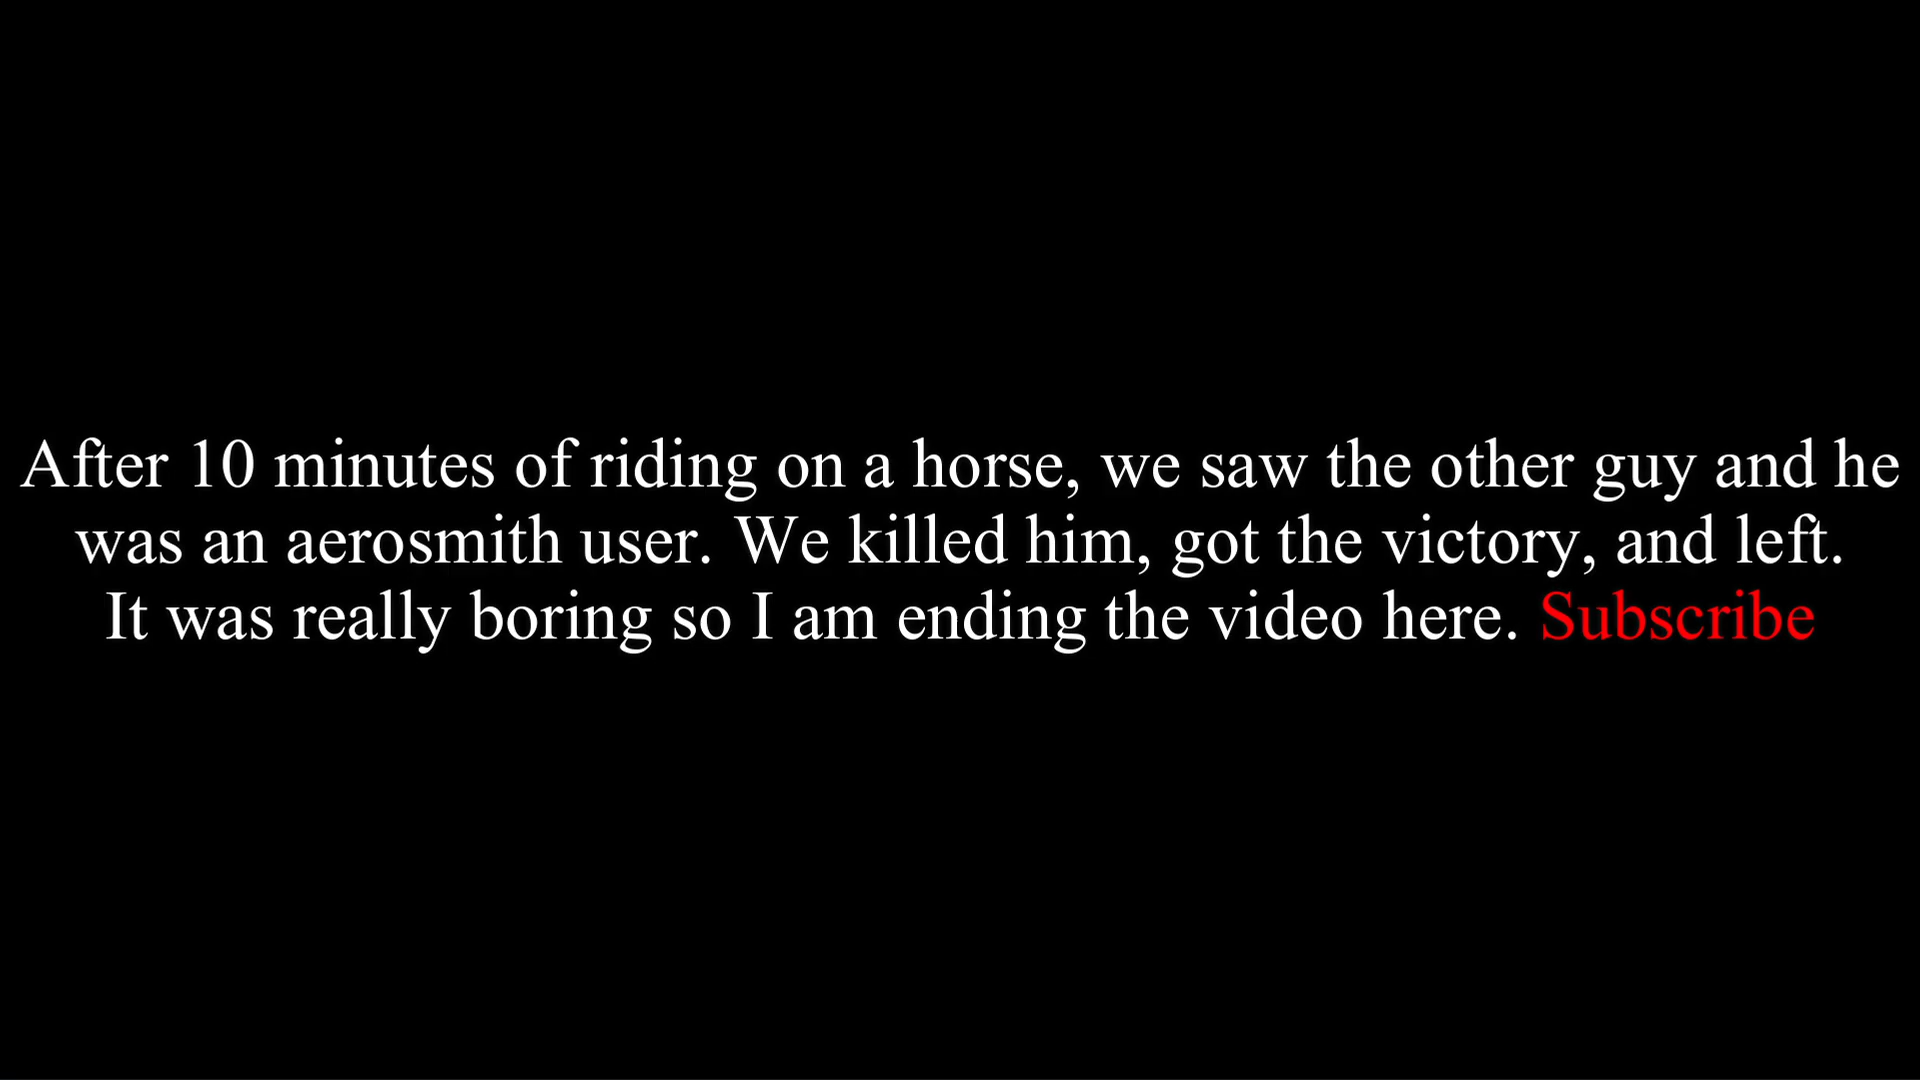 After 10 minutes of riding on a horse, we saw the other guy and he
was an aerosmith user. We killed him, got the victory, and left.
It was really boring so I am ending the video here. Subscribe